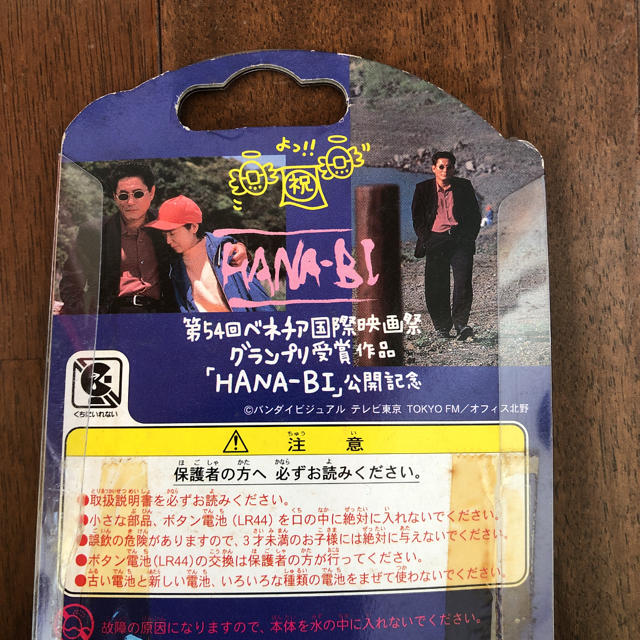 よっ!!
祝
HANA-BI
第54回ベネチア国際映画祭
グランプリ受賞作品
「HANA-BI」公開記念
©バンダイビジュアル テレビ東京 TOKYO FM／オフィス北野
くちにいれない
注意
保護者の方へ 必ずお読みください。
●取扱説明書を必ずお読みください。
●小さな部品、ボタン電池（LR44）を口の中に絶対に入れないでください。
●誤飲の危険がありますので、3才未満のお子様には絶対に与えないでください。
●ボタン電池（LR44）の交換は保護者の方が行ってください。
●古い電池と新しい電池、いろいろな種類の電池をまぜて使わないでください。
故障の原因になりますので、本体を水の中に入れないでください。